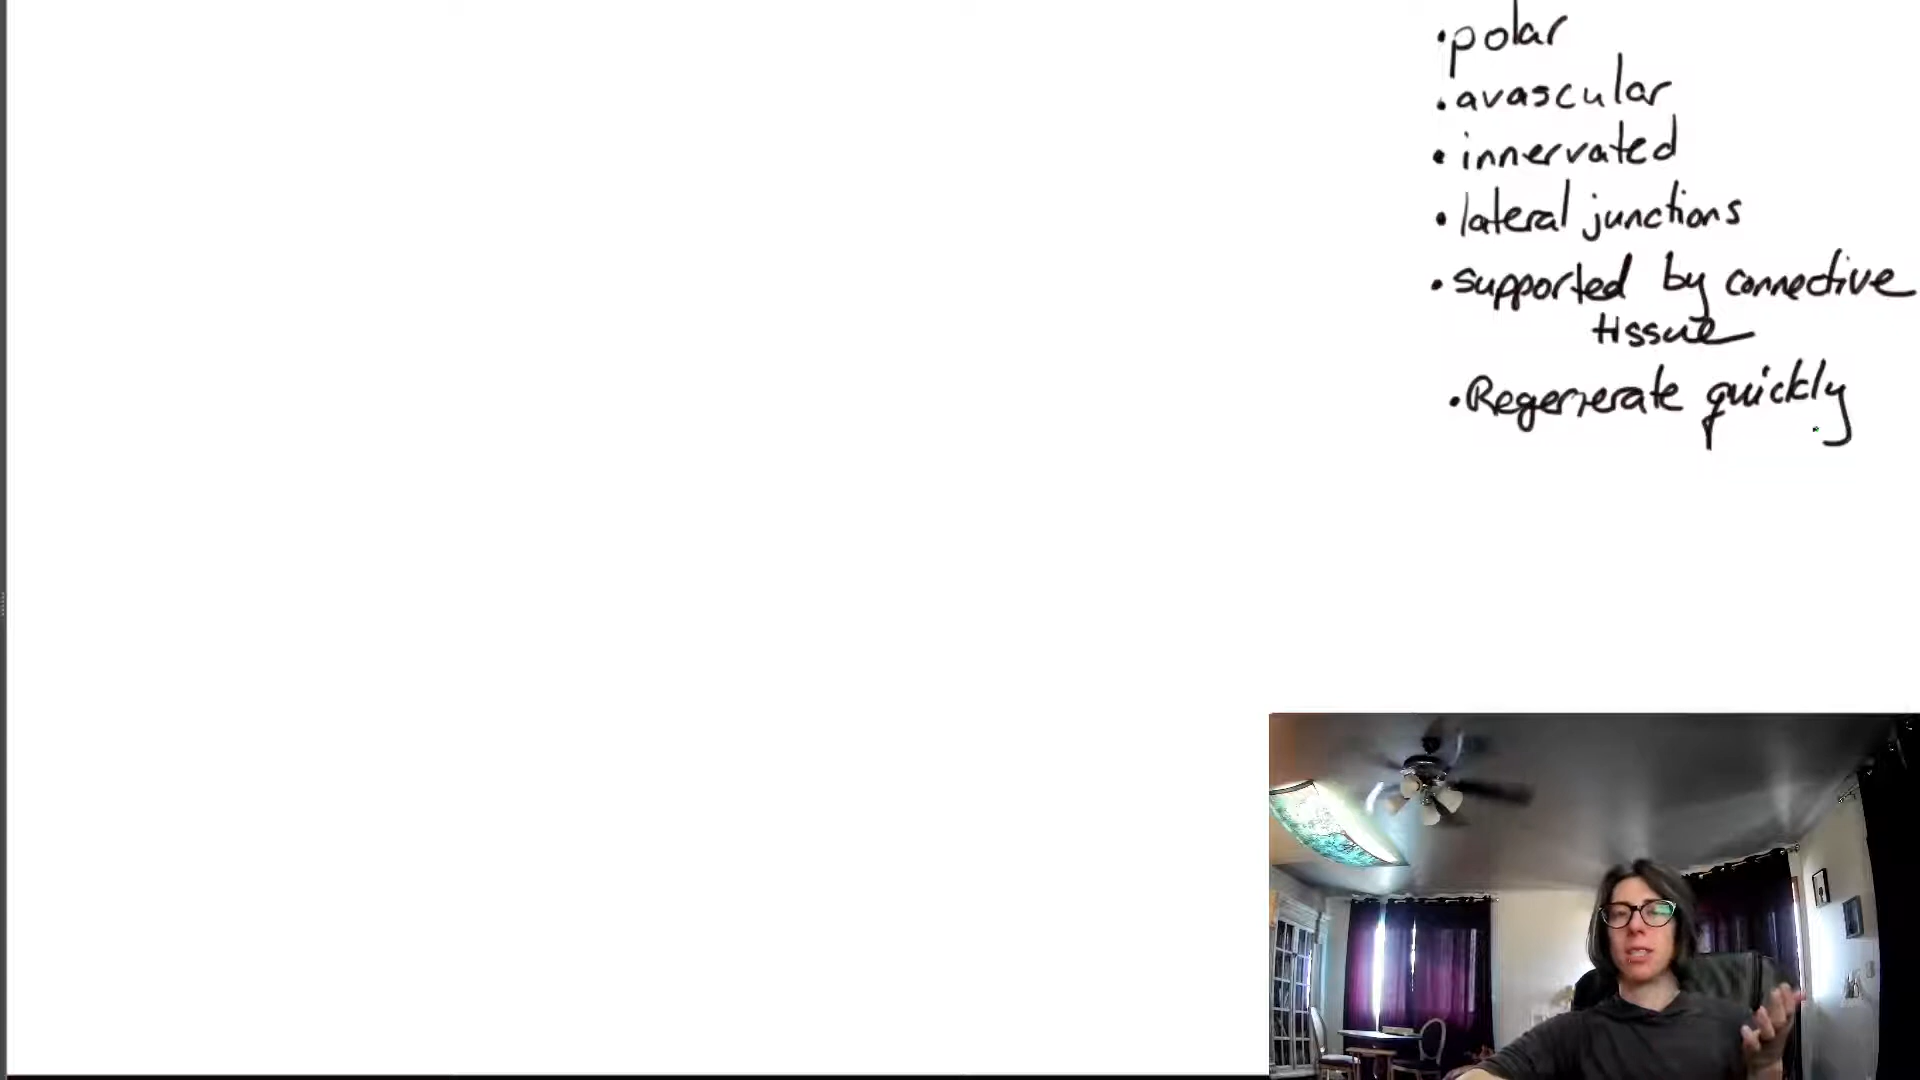 • polar
• avascular
• innervated
• lateral junctions
• supported by connective
tissue
• Regenerate quickly